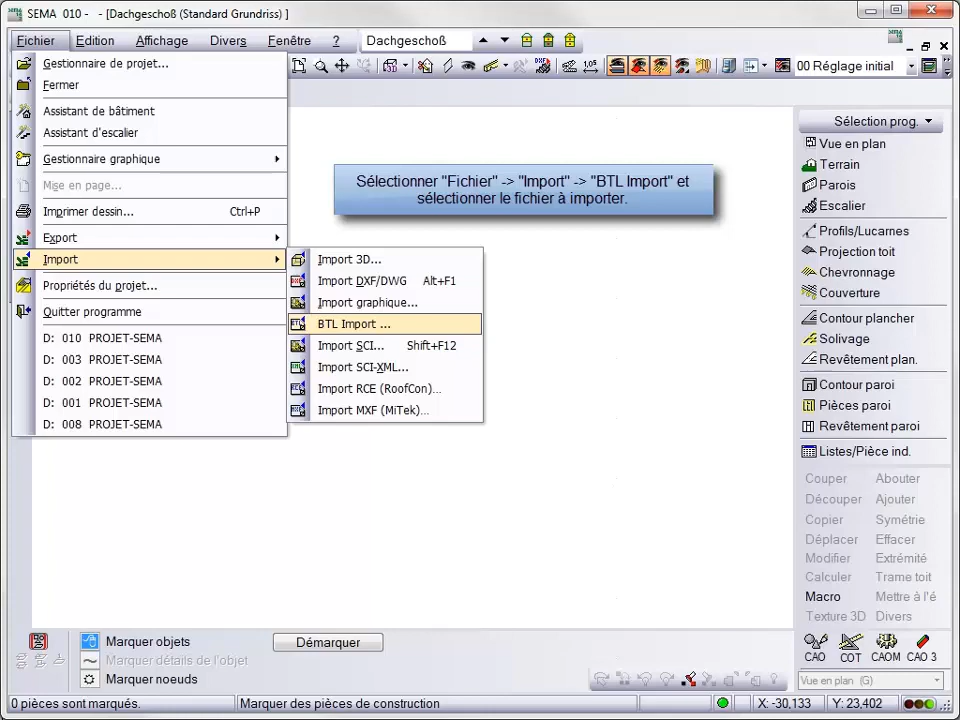 SEMA 010 - - [Dachgeschoß (Standard Grundriss) ]
Fichier Edition Affichage Divers Fenêtre ? Dachgeschoß
00 Réglage initial
Gestionnaire de projet...
Fermer
Assistant de bâtiment
Assistant d'escalier
Gestionnaire graphique
Mise en page...
Imprimer dessin... Ctrl+P
Export
Import
Propriétés du projet...
Quitter programme
D: 010 PROJET-SEMA
D: 003 PROJET-SEMA
D: 002 PROJET-SEMA
D: 001 PROJET-SEMA
D: 008 PROJET-SEMA
Import 3D...
Import DXF/DWG Alt+F1
Import graphique...
BTL Import ...
Import SCI... Shift+F12
Import SCI-XML...
Import RCE (RoofCon)...
Import MXF (MiTek)...
Sélectionner "Fichier" -> "Import" -> "BTL Import" et
sélectionner le fichier à importer.
Sélection prog.
Vue en plan
Terrain
Parois
Escalier
Profils/Lucarnes
Projection toit
Chevronnage
Couverture
Contour plancher
Solivage
Revêtement plan.
Contour paroi
Pièces paroi
Revêtement paroi
Listes/Pièce ind.
Couper Abouter
Découper Ajouter
Copier Symétrie
Déplacer Effacer
Modifier Extrémité
Calculer Trame toit
Macro Mettre à l'é
Texture 3D Divers
CAO COT CAOM CAO 3
Vue en plan (G)
Marquer objets Démarquer
Marquer détails de l'objet
Marquer noeuds
0 pièces sont marqués. Marquer des pièces de construction X: -30,133 Y: 23,402